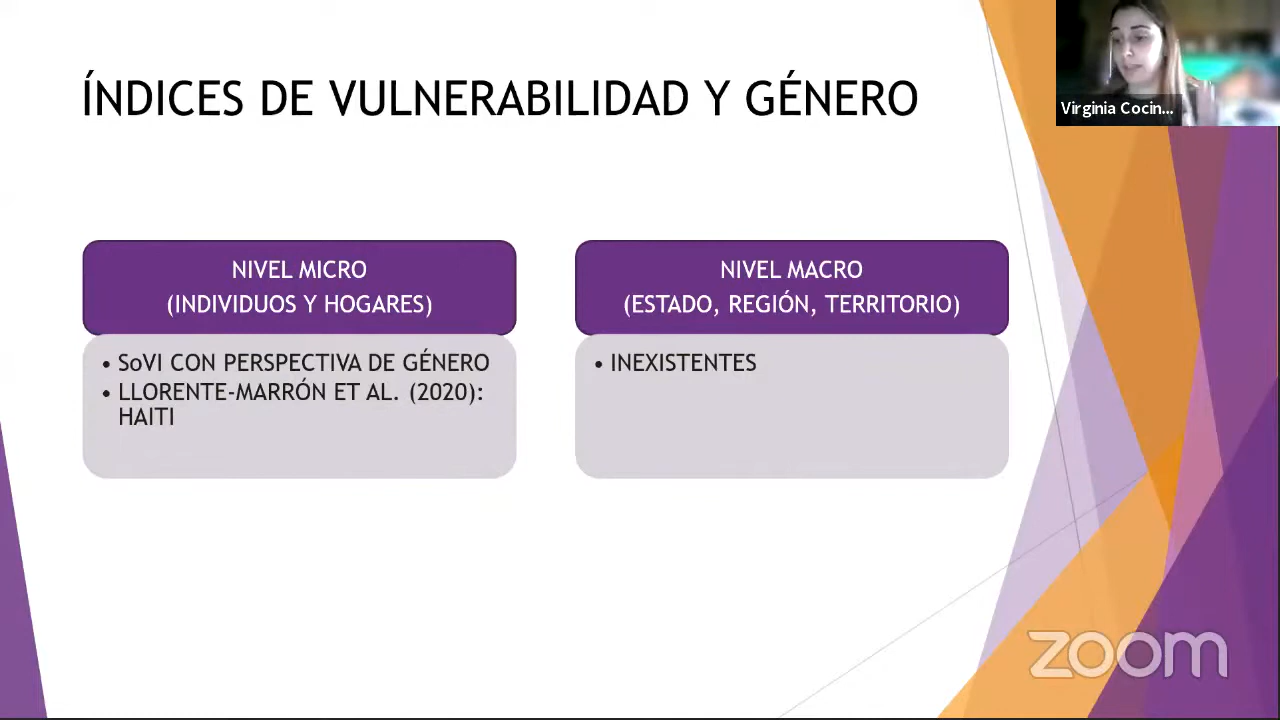 ÍNDICES DE VULNERABILIDAD Y GÉNERO
Virginia Cocin...
NIVEL MICRO
(INDIVIDUOS Y HOGARES)
• SoVI CON PERSPECTIVA DE GÉNERO
• LLORENTE-MARRÓN ET AL. (2020):
HAITI
NIVEL MACRO
(ESTADO, REGIÓN, TERRITORIO)
• INEXISTENTES
zoom